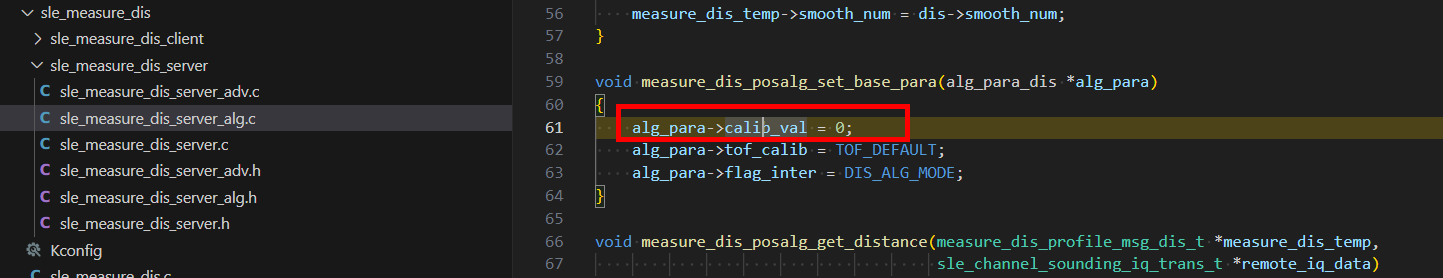 sle_measure_dis
sle_measure_dis_client
sle_measure_dis_server
sle_measure_dis_server_adv.c
sle_measure_dis_server_alg.c
sle_measure_dis_server.c
sle_measure_dis_server_adv.h
sle_measure_dis_server_alg.h
sle_measure_dis_server.h
Kconfig
sle_measure_dis.c
56 measure_dis_temp->smooth_num = dis->smooth_num;
57 }
58
59 void measure_dis_posalg_set_base_para(alg_para_dis *alg_para)
60 {
61 alg_para->calib_val = 0;
62 alg_para->tof_calib = TOF_DEFAULT;
63 alg_para->flag_inter = DIS_ALG_MODE;
64 }
65
66 void measure_dis_posalg_get_distance(measure_dis_profile_msg_dis_t *measure_dis_temp,
67 sle_channel_sounding_iq_trans_t *remote_iq_data)